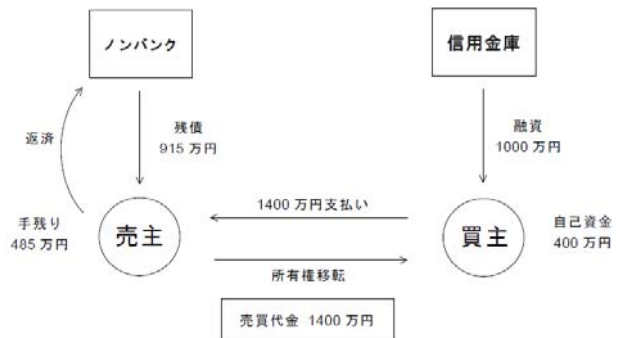 ノンバンク
信用金庫
返済
残債
915 万円
融資
1000 万円
1400 万円支払い
手残り
485 万円
売主
買主
自己資金
400 万円
所有権移転
売買代金 1400 万円